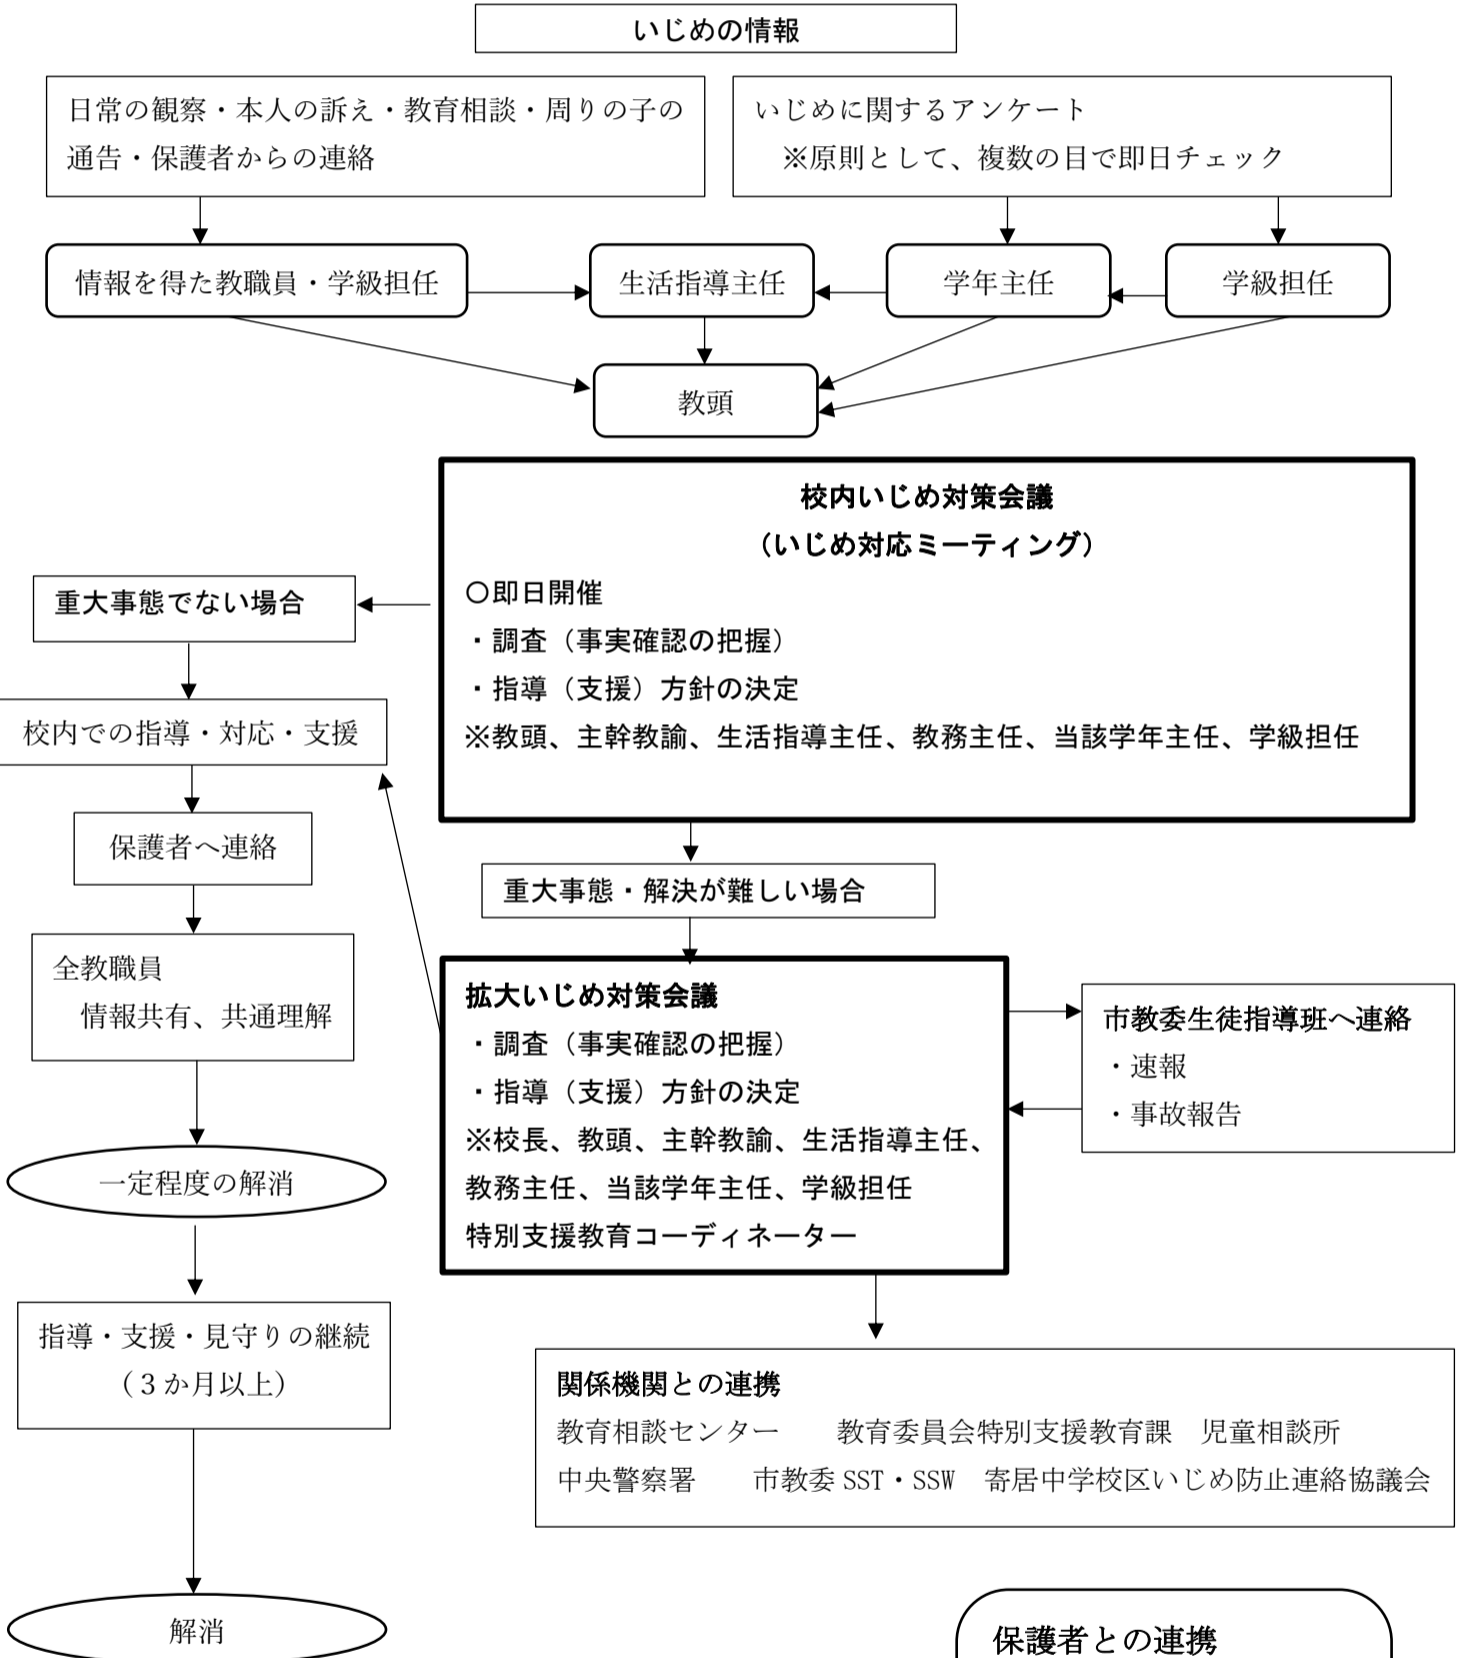 いじめの情報
日常の観察・本人の訴え・教育相談・周りの子の
通告・保護者からの連絡
いじめに関するアンケート
※原則として、複数の目で即日チェック
情報を得た教職員・学級担任
生活指導主任
学年主任
学級担任
教頭
校内いじめ対策会議
（いじめ対応ミーティング）
〇即日開催
・調査（事実確認の把握）
・指導（支援）方針の決定
※教頭、主幹教諭、生活指導主任、教務主任、当該学年主任、学級担任
重大事態でない場合
校内での指導・対応・支援
保護者へ連絡
全教職員
情報共有、共通理解
一定程度の解消
指導・支援・見守りの継続
（３か月以上）
解消
重大事態・解決が難しい場合
拡大いじめ対策会議
・調査（事実確認の把握）
・指導（支援）方針の決定
※校長、教頭、主幹教諭、生活指導主任、
教務主任、当該学年主任、学級担任
特別支援教育コーディネーター
市教委生徒指導班へ連絡
・速報
・事故報告
関係機関との連携
教育相談センター　　教育委員会特別支援教育課　児童相談所
中央警察署　　市教委 SST・SSW　寄居中学校区いじめ防止連絡協議会
保護者との連携